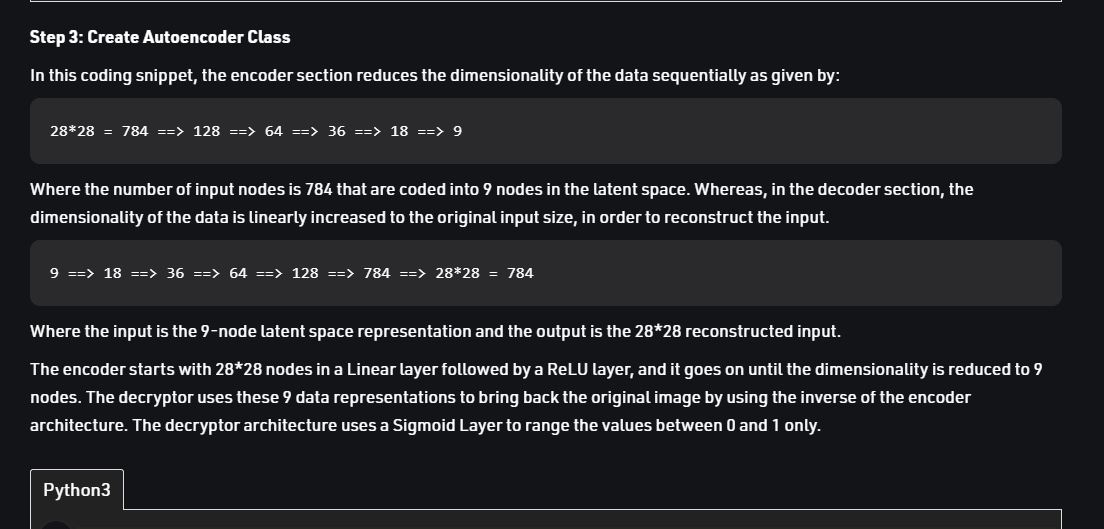 Step 3: Create Autoencoder Class
In this coding snippet, the encoder section reduces the dimensionality of the data sequentially as given by:
28*28 = 784 ==> 128 ==> 64 ==> 36 ==> 18 ==> 9
Where the number of input nodes is 784 that are coded into 9 nodes in the latent space. Whereas, in the decoder section, the
dimensionality of the data is linearly increased to the original input size, in order to reconstruct the input.
9 ==> 18 ==> 36 ==> 64 ==> 128 ==> 784 ==> 28*28 = 784
Where the input is the 9-node latent space representation and the output is the 28*28 reconstructed input.
The encoder starts with 28*28 nodes in a Linear layer followed by a ReLU layer, and it goes on until the dimensionality is reduced to 9
nodes. The decryptor uses these 9 data representations to bring back the original image by using the inverse of the encoder
architecture. The decryptor architecture uses a Sigmoid Layer to range the values between 0 and 1 only.
Python3